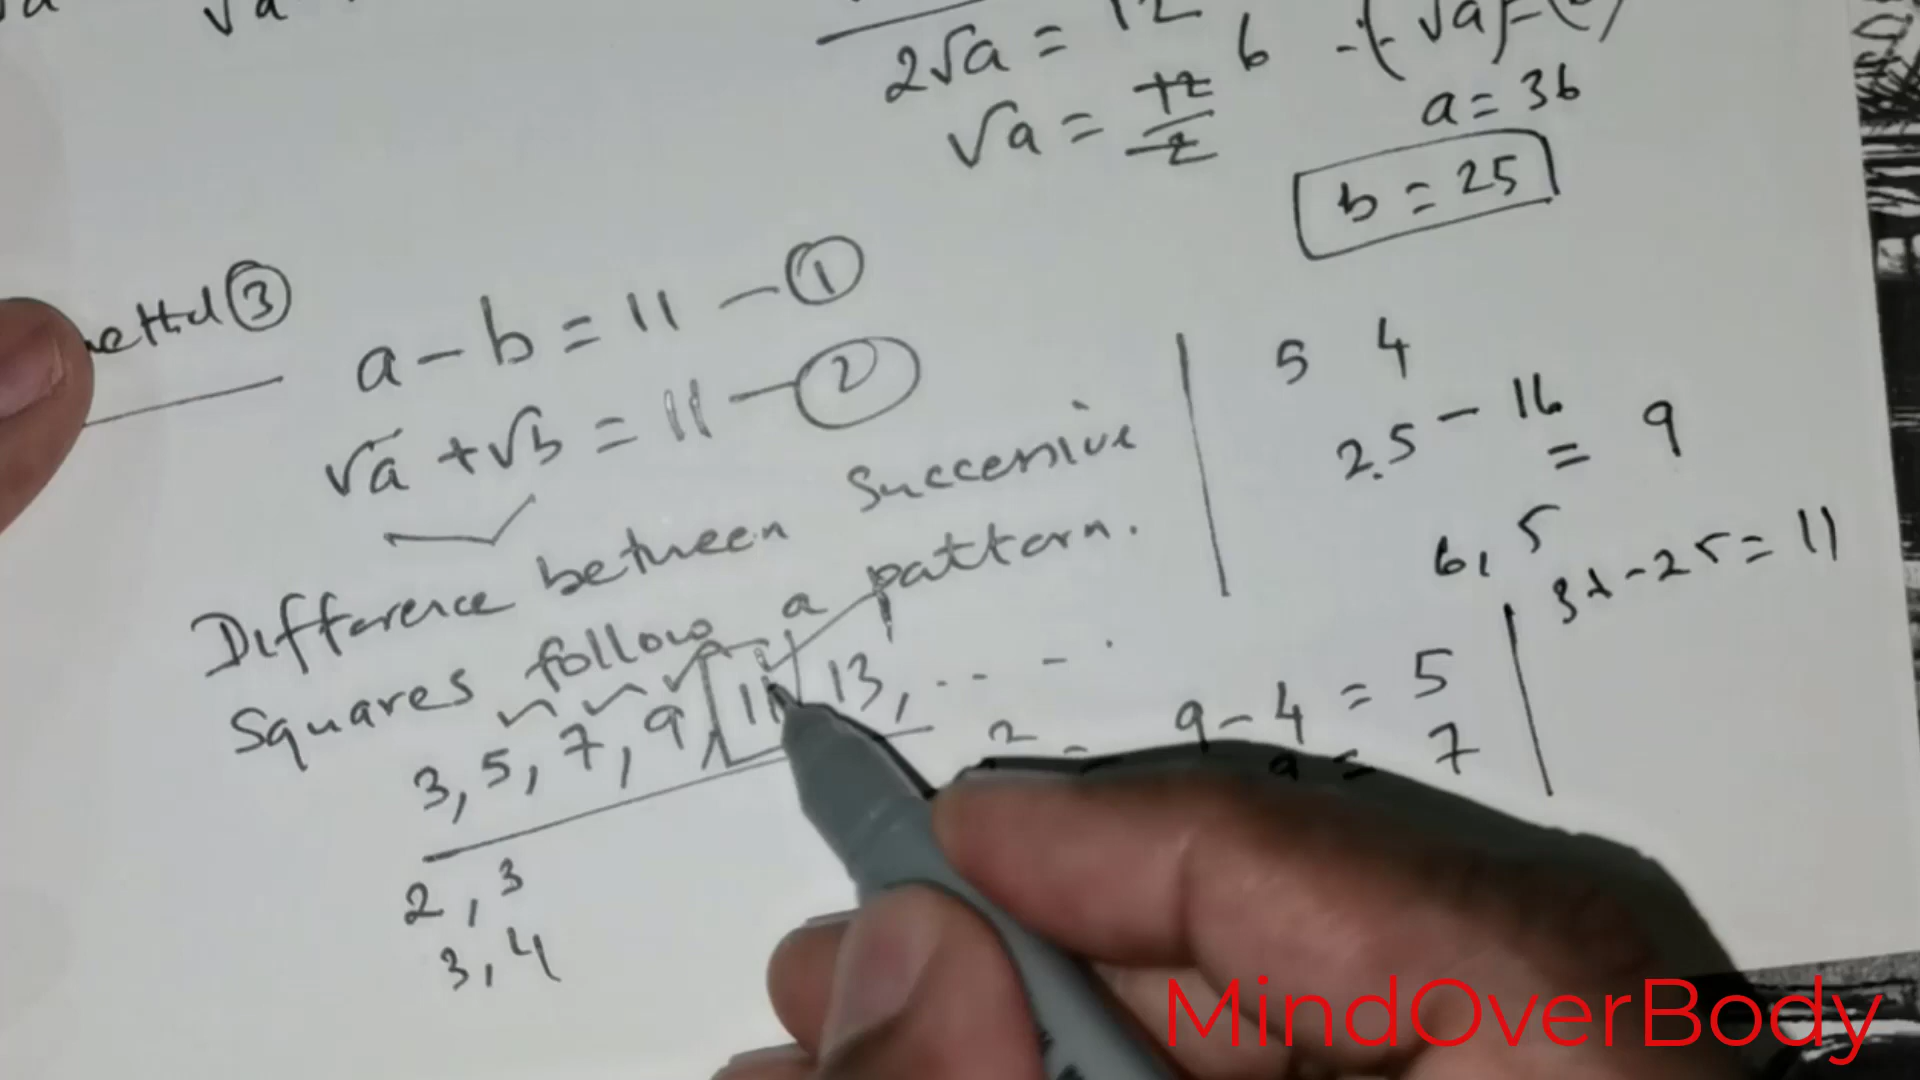 2√a = 12
√a = 12/2 6
a = 36
b = 25
method ③
a - b = 11 — ①
√a + √b = 11 — ②
Difference between Successive
Squares follow a pattern.
3, 5, 7, 9, 11, 13, ... - .
2, 3
3, 4
5 4
25 - 16
= 9
6, 5
36 - 25 = 11
9 - 4 = 5
= 7
MindOverBody